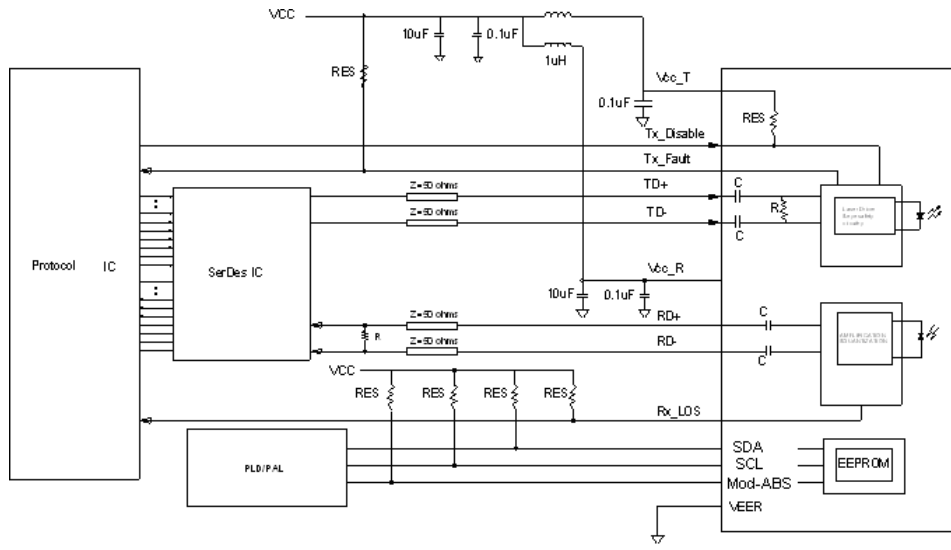 VCC
10uF
0.1uF
RES
1uH
Vcc_T
0.1uF
RES
Tx_Disable
Tx_Fault
Z=50 ohms
TD+
C
Z=50 ohms
TD-
C
R
Protocol IC
SerDes IC
Vcc_R
10uF
0.1uF
Z=50 ohms
RD+
C
R
Z=50 ohms
RD-
C
VCC
RES
RES
RES
RES
Rx_LOS
PLD/PAL
SDA
SCL
Mod-ABS
EEPROM
VEER